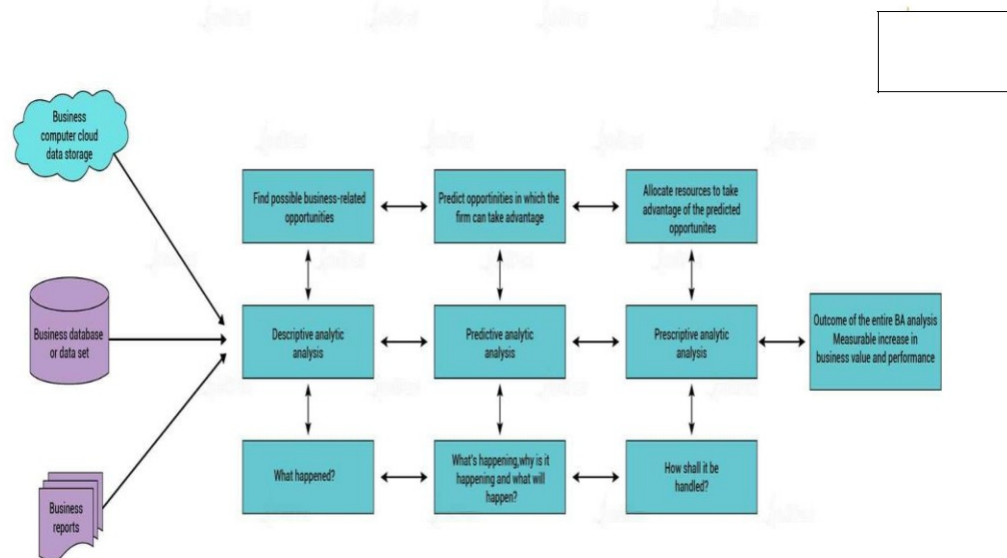 Business
computer cloud
data storage
Find possible business-related
opportunities
Predict opportinities in which the
firm can take advantage
Allocate resources to take
advantage of the predicted
opportunites
Business database
or data set
Descriptive analytic
analysis
Predictive analytic
analysis
Prescriptive analytic
analysis
Outcome of the entire BA analysis
Measurable increase in
business value and performance
Business
reports
What happened?
What's happening,why is it
happening and what will
happen?
How shall it be
handled?